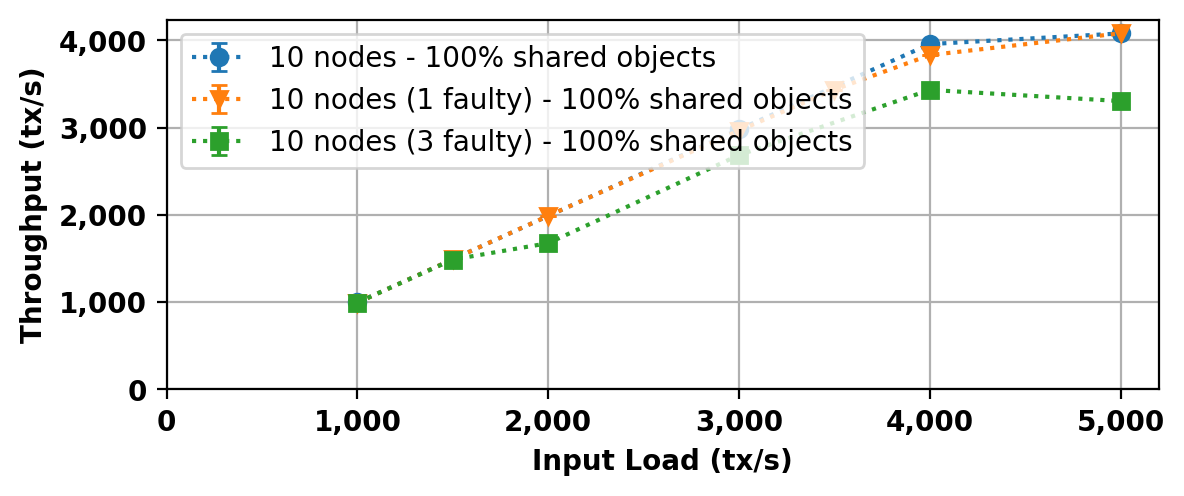 4,000
3,000
2,000
1,000
0
Throughput (tx/s)
10 nodes - 100% shared objects
10 nodes (1 faulty) - 100% shared objects
10 nodes (3 faulty) - 100% shared objects
0 1,000 2,000 3,000 4,000 5,000
Input Load (tx/s)